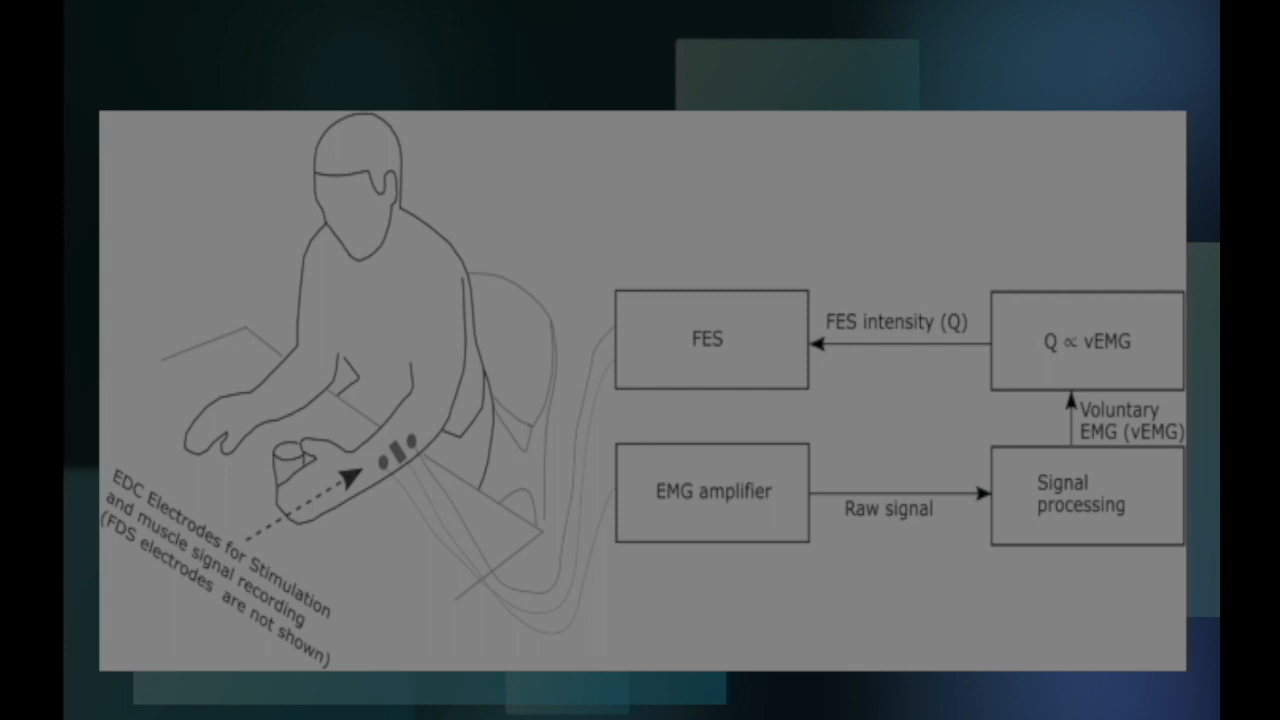 FES
FES intensity (Q)
Q ∝ vEMG
Voluntary
EMG (vEMG)
EMG amplifier
Raw signal
Signal
processing
EDC Electrodes for Stimulation
and muscle signal recording
(FDS electrodes are not shown)